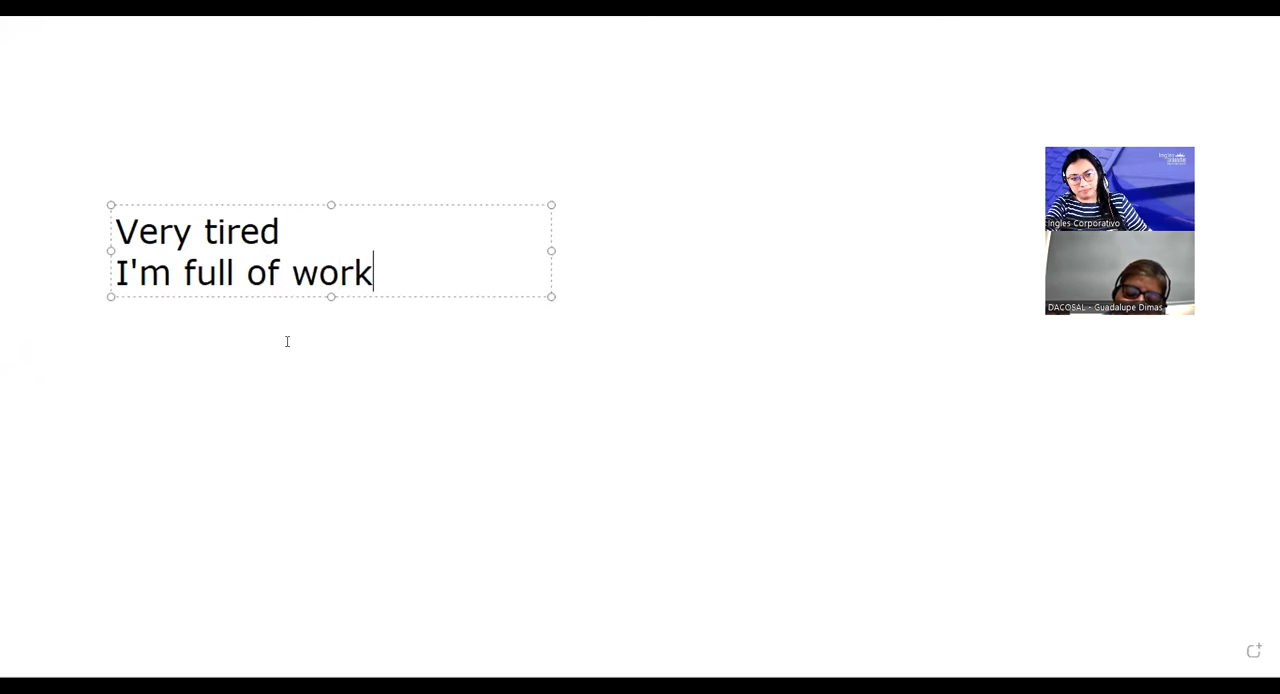 Very tired
I'm full of work
Ingles Corporativo
DACOSAL - Guadalupe Dimas